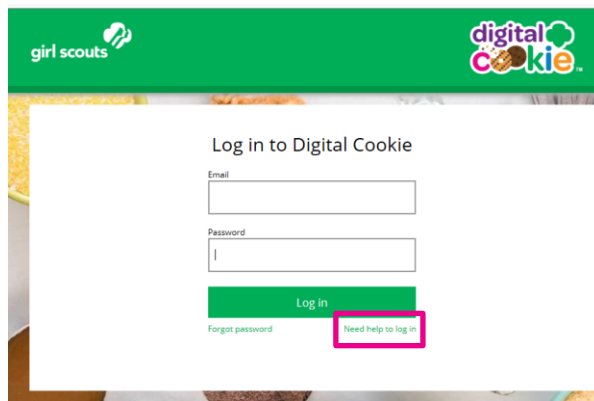 girl scouts
digital
cookie™
Log in to Digital Cookie
Email
Password
Log in
Forgot password
Need help to log in